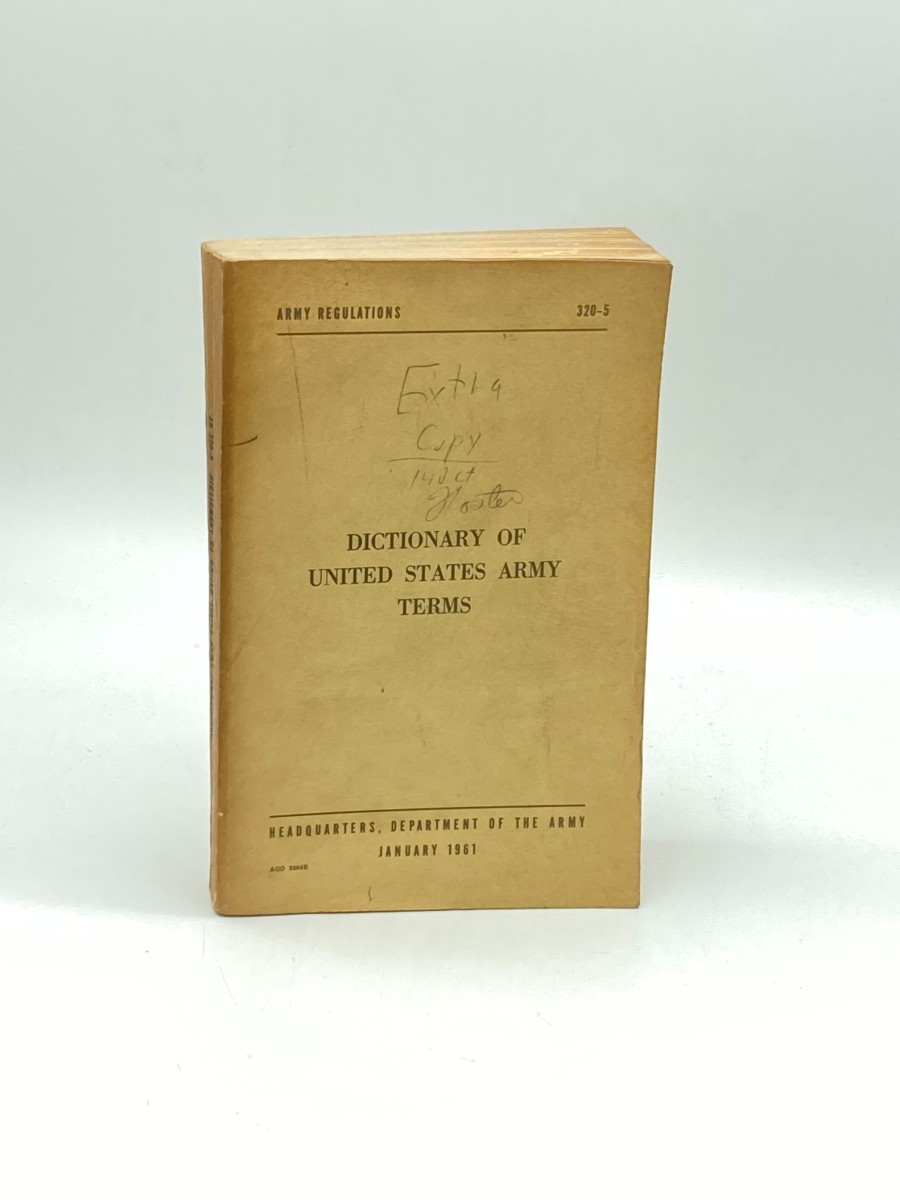 ARMY REGULATIONS 320-5
Extra
Copy
DICTIONARY OF
UNITED STATES ARMY
TERMS
HEADQUARTERS, DEPARTMENT OF THE ARMY
JANUARY 1961
AGO